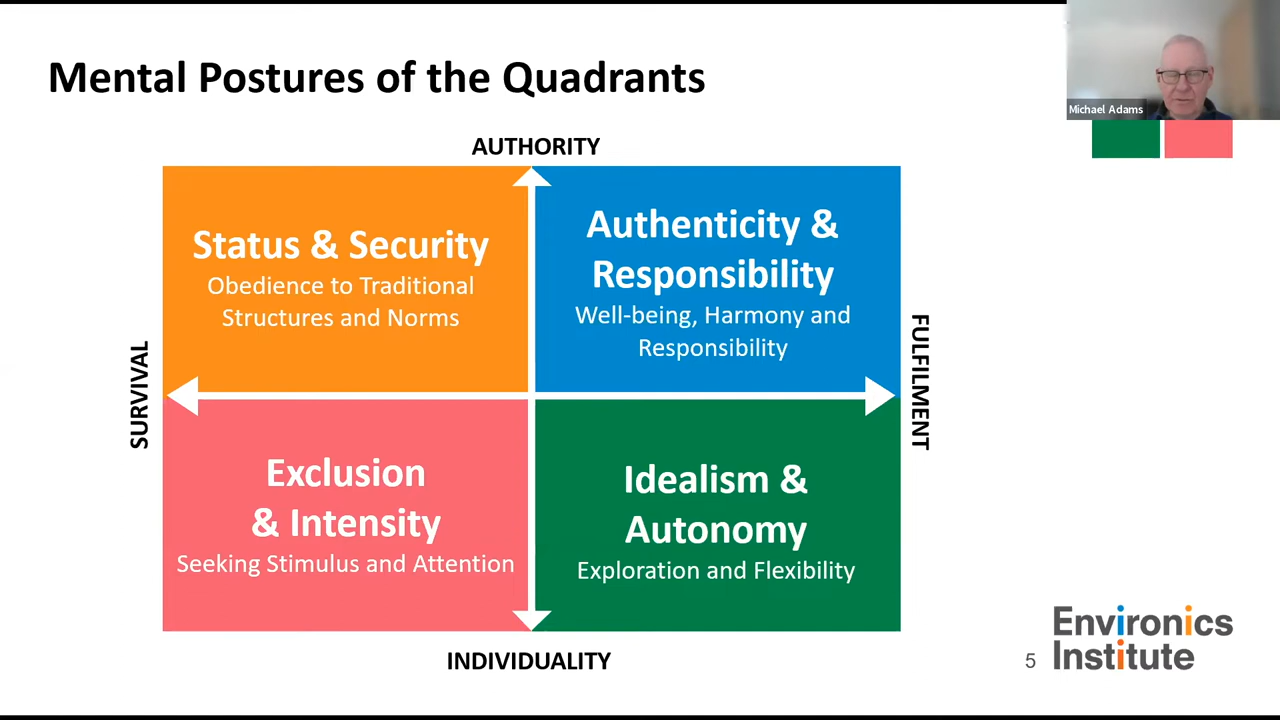 Mental Postures of the Quadrants
Michael Adams
AUTHORITY
Status & Security
Obedience to Traditional
Structures and Norms
Authenticity &
Responsibility
Well-being, Harmony and
Responsibility
SURVIVAL
FULFILMENT
Exclusion
& Intensity
Seeking Stimulus and Attention
Idealism &
Autonomy
Exploration and Flexibility
INDIVIDUALITY
5
Environics
Institute